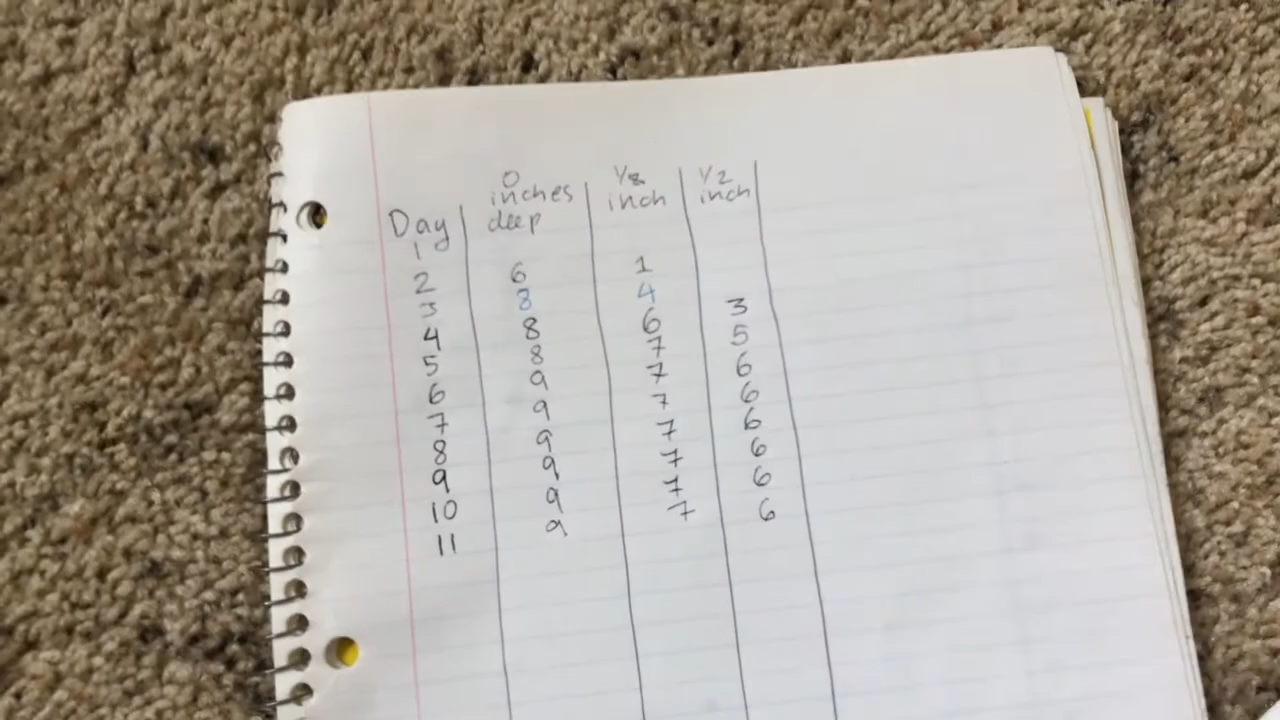 0 1/8 1/2
inches inch inch
Day deep
1
2 6 1
3 8 4
4 8 6 3
5 8 7 5
6 9 7 6
7 9 7 6
8 9 7 6
9 9 7 6
10 9 7 6
11 9 7 6